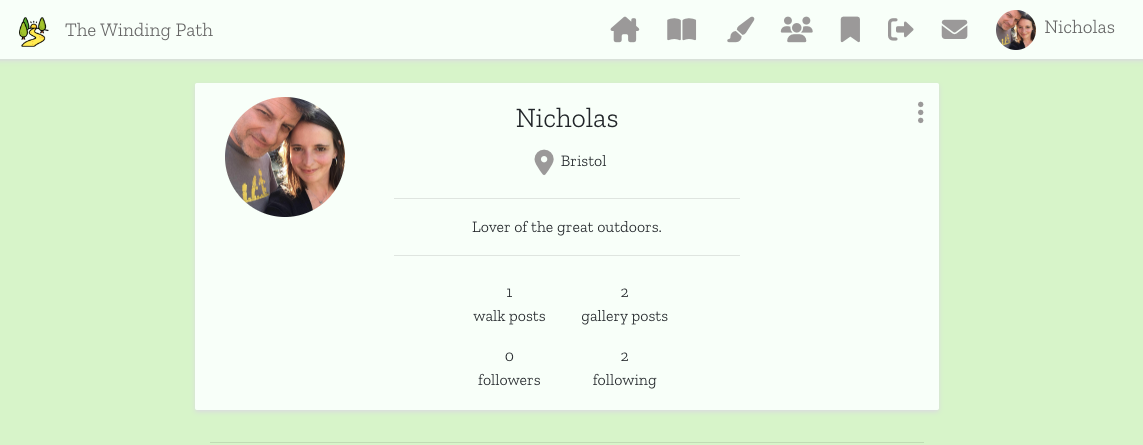 The Winding Path
Nicholas
Nicholas
Bristol
Lover of the great outdoors.
1
walk posts
2
gallery posts
0
followers
2
following